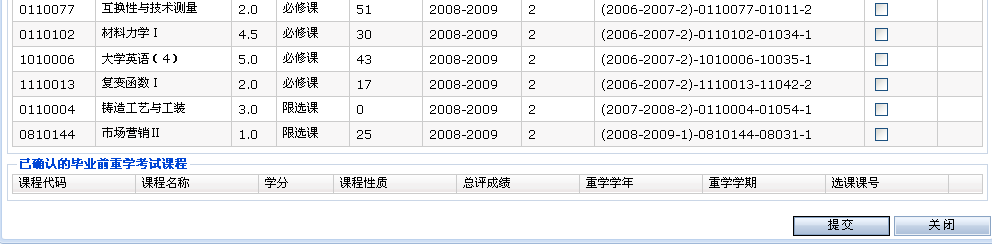 0110077 互换性与技术测量 2.0 必修课 51 2008-2009 2 (2006-2007-2)-0110077-01011-2
0110102 材料力学Ⅰ 4.5 必修课 30 2008-2009 2 (2006-2007-2)-0110102-01034-1
1010006 大学英语(4) 5.0 必修课 43 2008-2009 2 (2006-2007-2)-1010006-10035-1
1110013 复变函数Ⅰ 2.0 必修课 17 2008-2009 2 (2006-2007-2)-1110013-11042-2
0110004 铸造工艺与工装 3.0 限选课 0 2008-2009 2 (2007-2008-2)-0110004-01054-1
0810144 市场营销Ⅱ 1.0 限选课 25 2008-2009 2 (2008-2009-1)-0810144-08031-1
已确认的毕业前重学考试课程
课程代码 课程名称 学分 课程性质 总评成绩 重学学年 重学学期 选课课号
提交 关闭